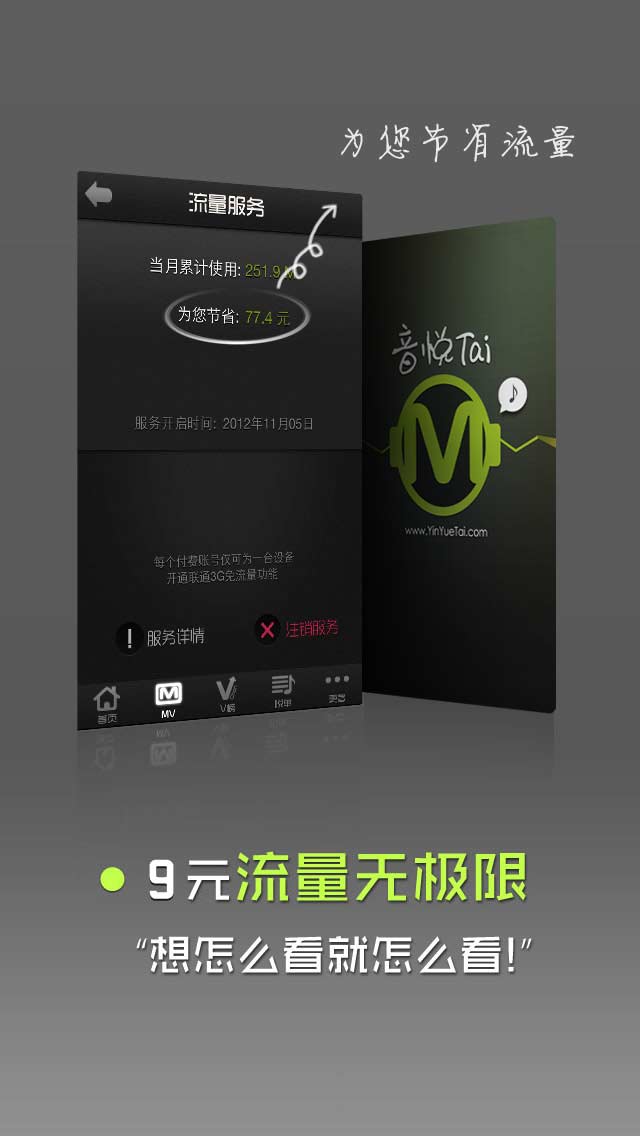 为您节省流量
流量服务
当月累计使用: 251.9 M
为您节省: 77.4 元
服务开启时间: 2012年11月05日
每个付费账号仅可为一台设备
开通联通3G免流量功能
! 服务详情
注销服务
首页
MV
V榜
悦单
更多
音悦Tai
M
www.YinYueTai.com
9元流量无极限
“想怎么看就怎么看!”